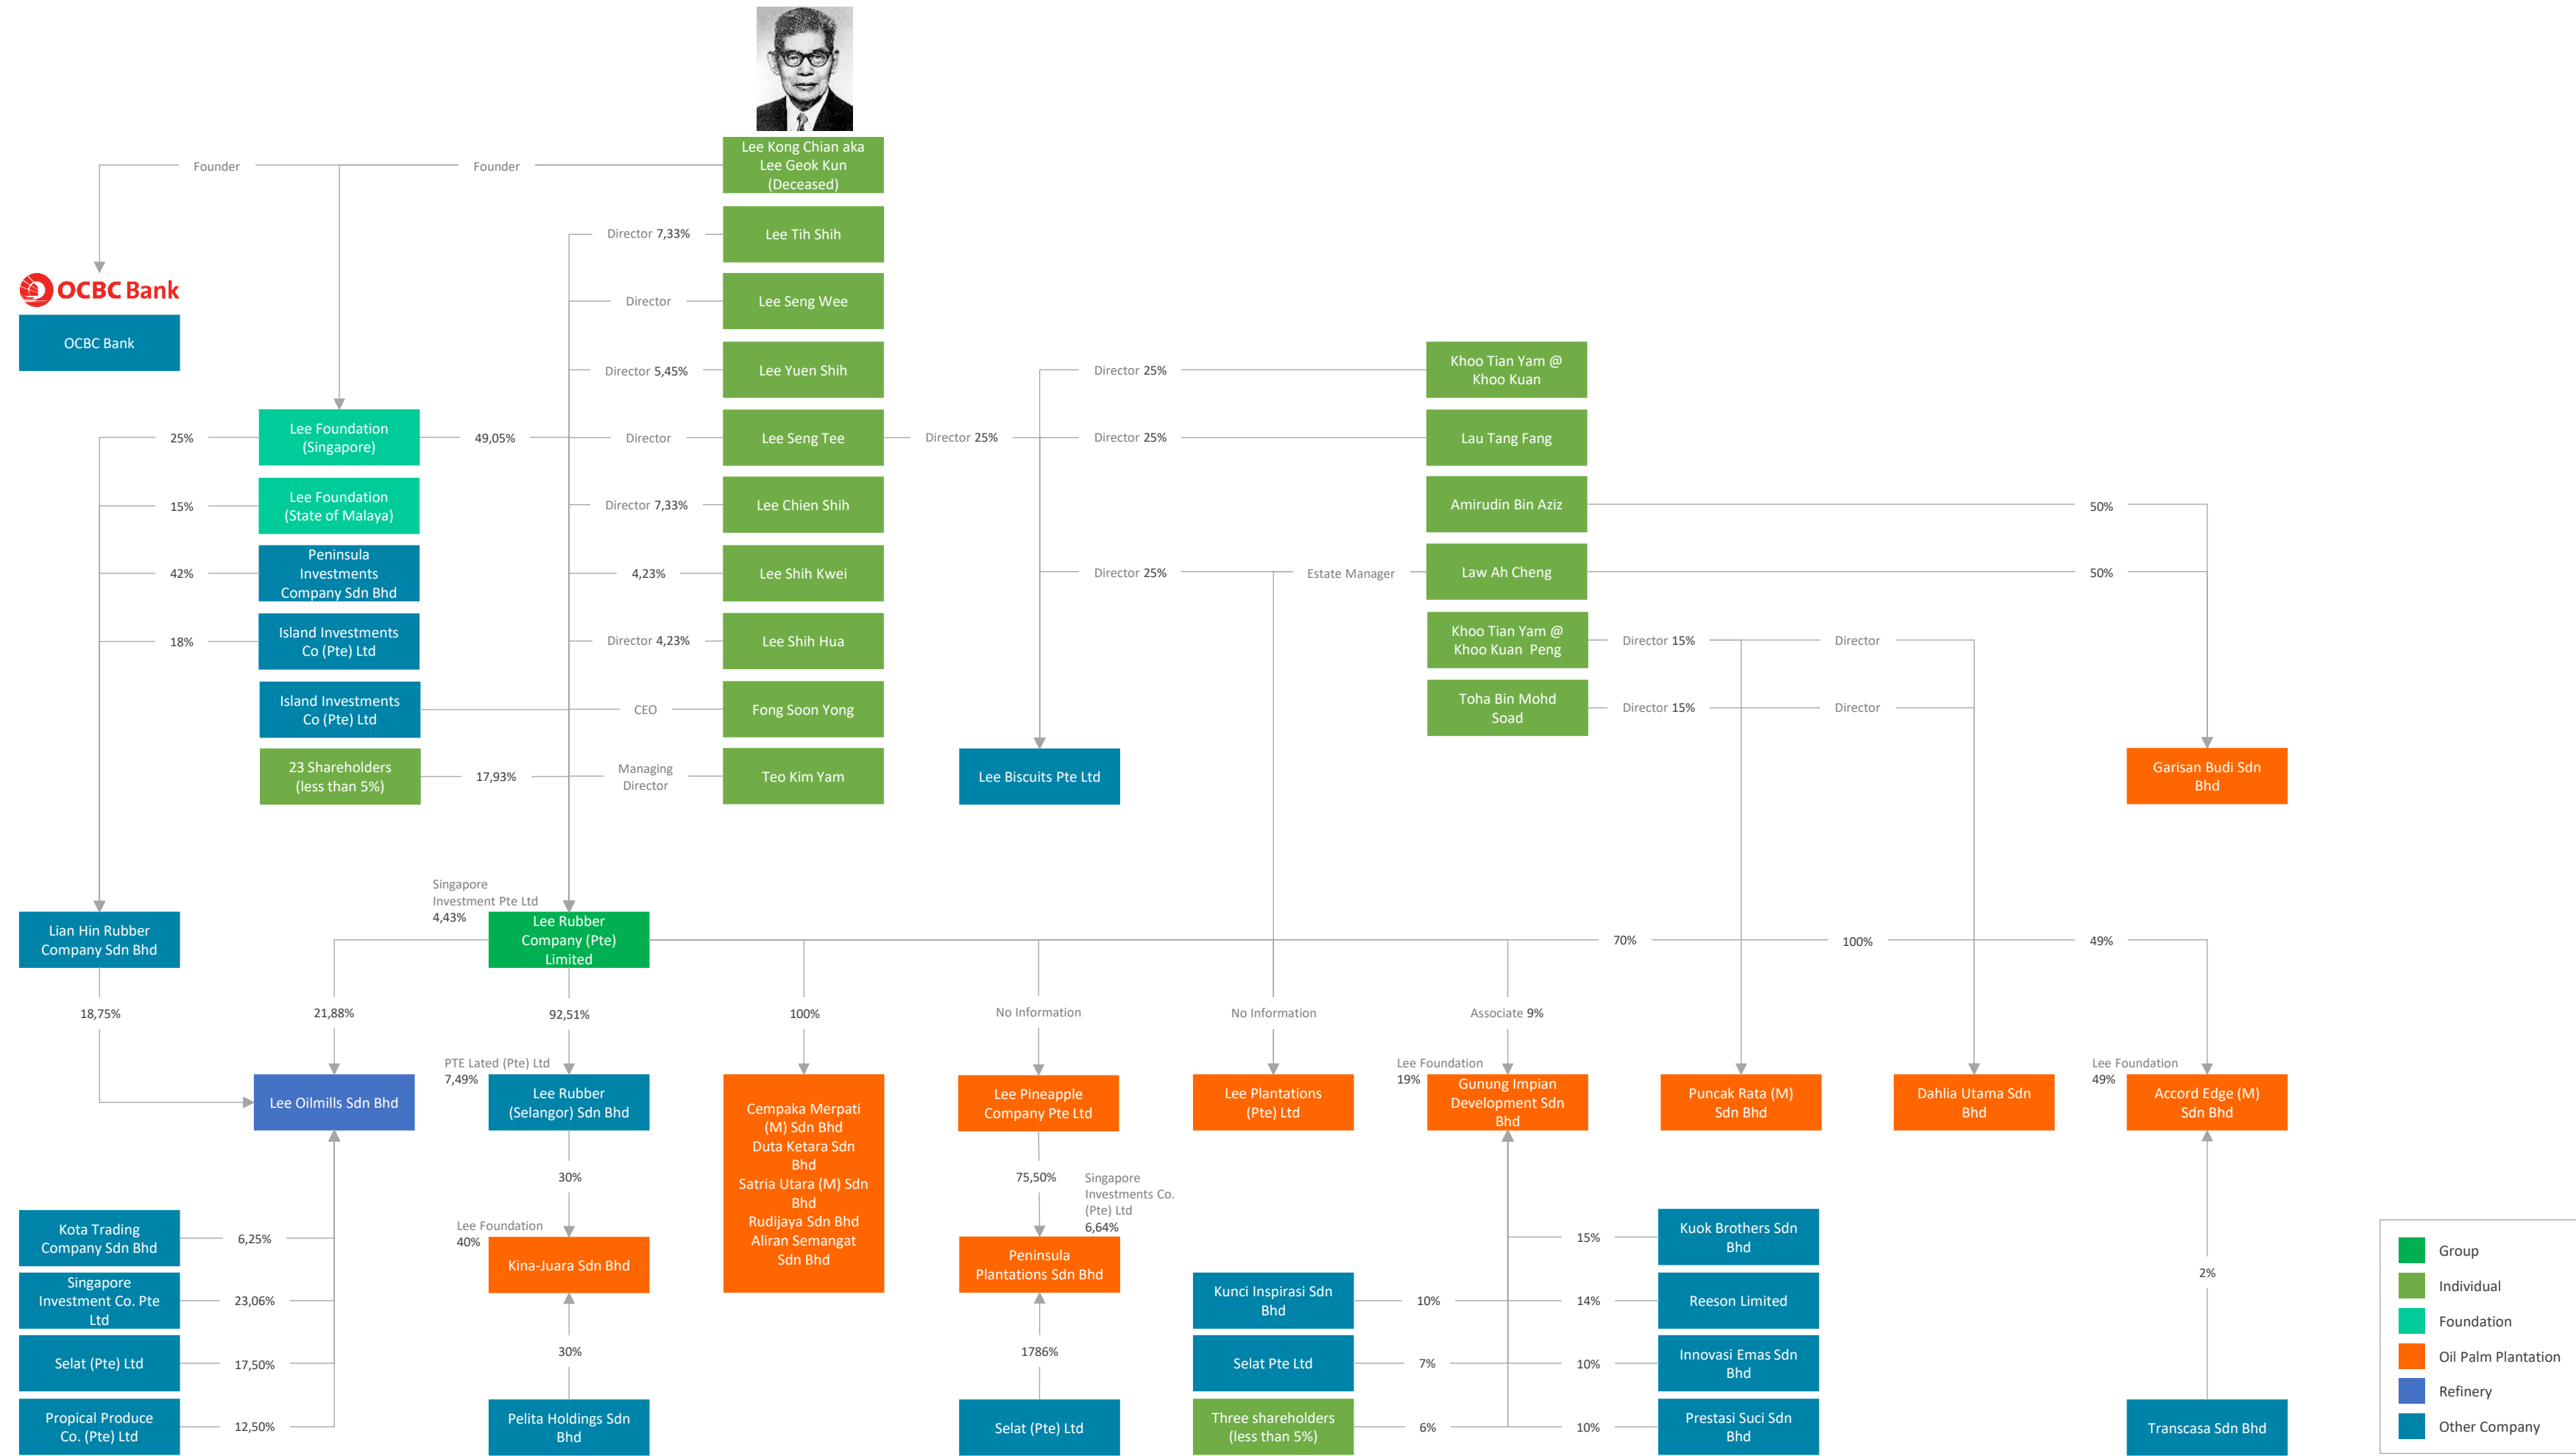 Lee Kong Chian aka
Lee Geok Kun
(Deceased)
Founder
Founder
Director 7,33%
Lee Tih Shih
OCBC Bank
Director
Lee Seng Wee
OCBC Bank
Director 5,45%
Lee Yuen Shih
Director 25%
Khoo Tian Yam @
Khoo Kuan
25%
Lee Foundation
(Singapore)
49,05%
Director
Lee Seng Tee
Director 25%
Director 25%
Lau Tang Fang
15%
Lee Foundation
(State of Malaya)
Director 7,33%
Lee Chien Shih
Amirudin Bin Aziz
50%
42%
Peninsula
Investments
Company Sdn Bhd
4,23%
Lee Shih Kwei
Director 25%
Estate Manager
Law Ah Cheng
50%
18%
Island Investments
Co (Pte) Ltd
Director 4,23%
Lee Shih Hua
Khoo Tian Yam @
Khoo Kuan  Peng
Director 15%
Director
Island Investments
Co (Pte) Ltd
CEO
Fong Soon Yong
Toha Bin Mohd
Soad
Director 15%
Director
23 Shareholders
(less than 5%)
17,93%
Managing
Director
Teo Kim Yam
Lee Biscuits Pte Ltd
Garisan Budi Sdn
Bhd
Singapore
Investment Pte Ltd
4,43%
Lian Hin Rubber
Company Sdn Bhd
Lee Rubber
Company (Pte)
Limited
70%
100%
49%
18,75%
21,88%
92,51%
100%
No Information
No Information
Associate 9%
PTE Lated (Pte) Ltd
7,49%
Lee Foundation
19%
Lee Foundation
49%
Lee Oilmills Sdn Bhd
Lee Rubber
(Selangor) Sdn Bhd
Cempaka Merpati
(M) Sdn Bhd
Duta Ketara Sdn
Bhd
Satria Utara (M) Sdn
Bhd
Rudijaya Sdn Bhd
Aliran Semangat
Sdn Bhd
Lee Pineapple
Company Pte Ltd
Lee Plantations
(Pte) Ltd
Gunung Impian
Development Sdn
Bhd
Puncak Rata (M)
Sdn Bhd
Dahlia Utama Sdn
Bhd
Accord Edge (M)
Sdn Bhd
30%
75,50%
Singapore
Investments Co.
(Pte) Ltd
6,64%
Kota Trading
Company Sdn Bhd
6,25%
Lee Foundation
40%
Kina-Juara Sdn Bhd
Peninsula
Plantations Sdn Bhd
15%
Kuok Brothers Sdn
Bhd
2%
Singapore
Investment Co. Pte
Ltd
23,06%
Kunci Inspirasi Sdn
Bhd
10%
14%
Reeson Limited
Selat (Pte) Ltd
17,50%
30%
1786%
Selat Pte Ltd
7%
10%
Innovasi Emas Sdn
Bhd
Propical Produce
Co. (Pte) Ltd
12,50%
Pelita Holdings Sdn
Bhd
Selat (Pte) Ltd
Three shareholders
(less than 5%)
6%
10%
Prestasi Suci Sdn
Bhd
Transcasa Sdn Bhd
Group
Individual
Foundation
Oil Palm Plantation
Refinery
Other Company